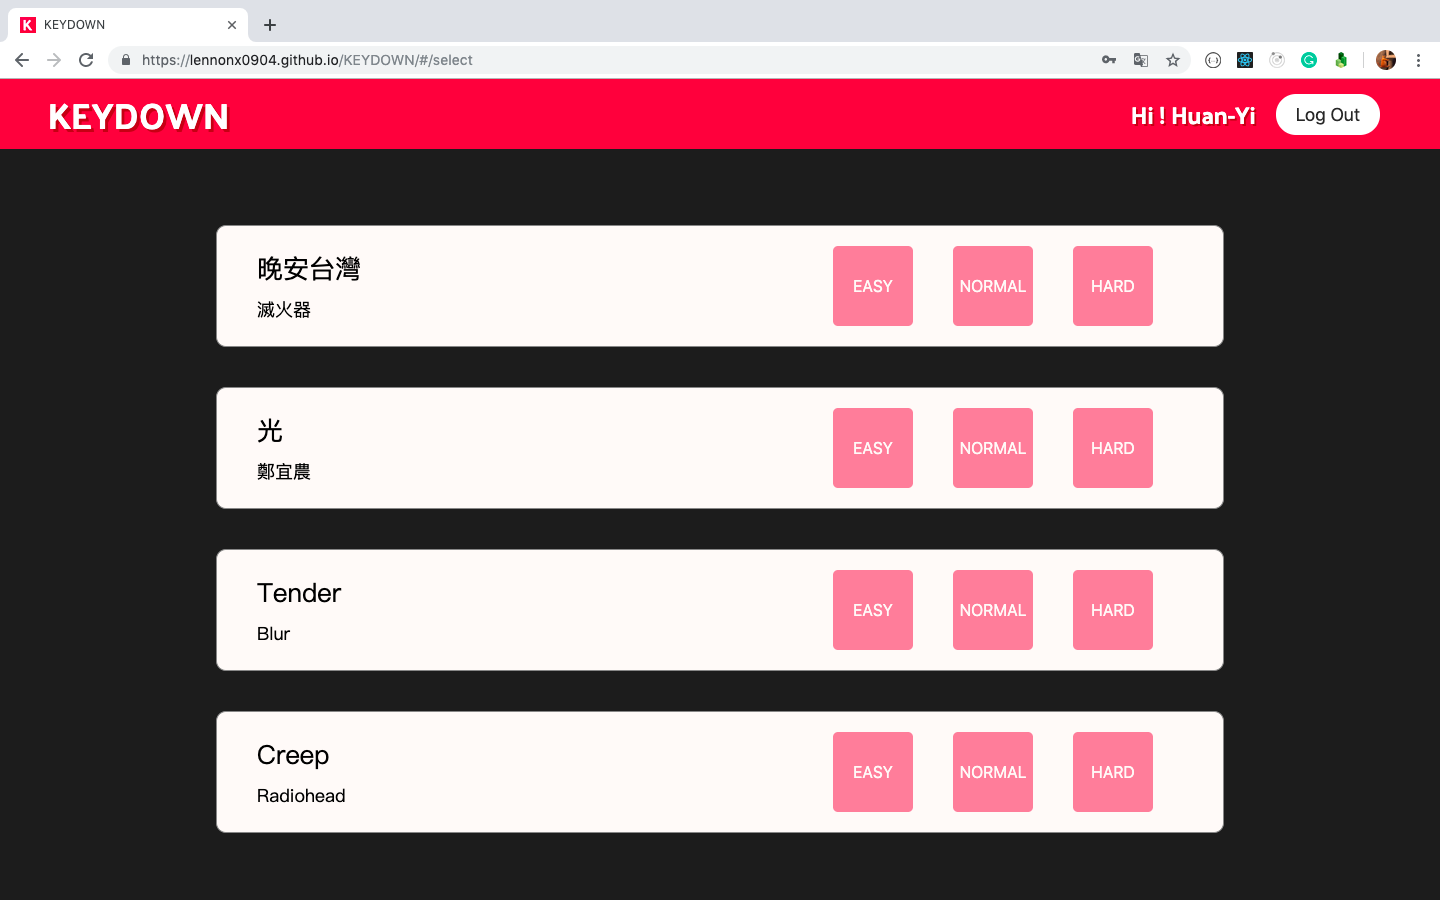 KEYDOWN
https://lennonx0904.github.io/KEYDOWN/#/select
KEYDOWN
Hi ! Huan-Yi
Log Out
晚安台灣
滅火器
EASY
NORMAL
HARD
光
鄭宜農
EASY
NORMAL
HARD
Tender
Blur
EASY
NORMAL
HARD
Creep
Radiohead
EASY
NORMAL
HARD